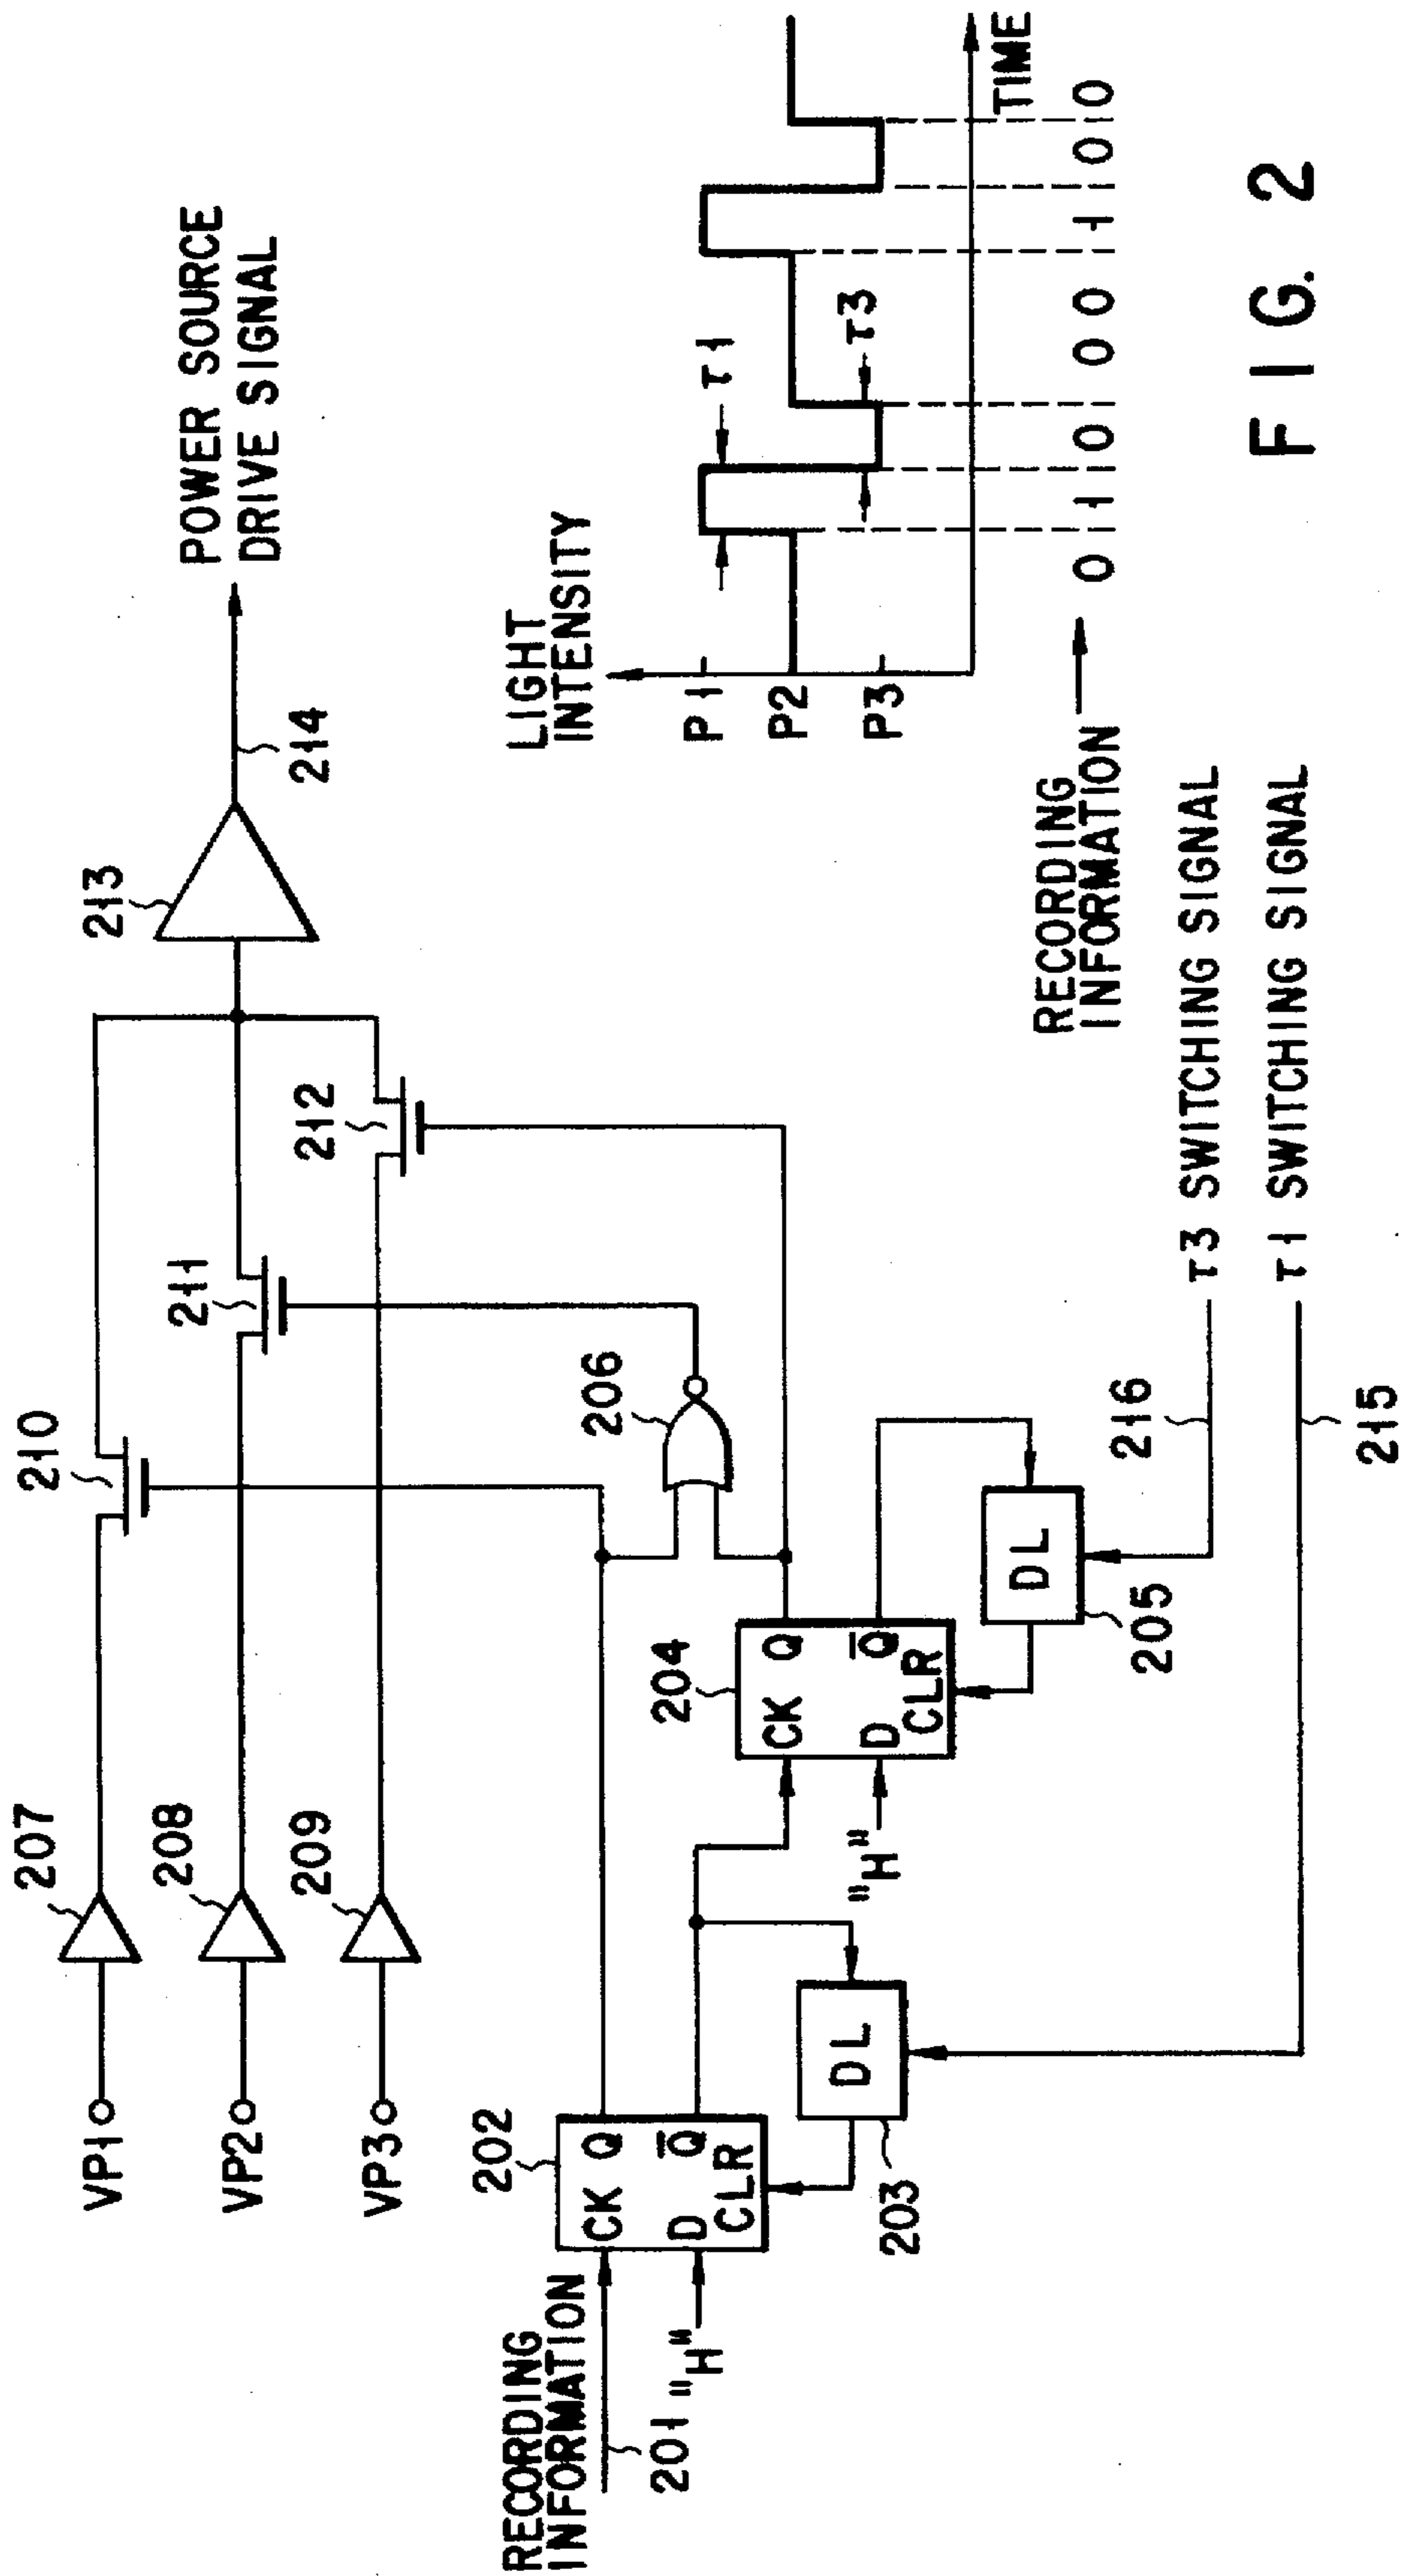 VP1
207
210
213
POWER SOURCE
DRIVE SIGNAL
VP2
208
211
214
VP3
209
212
LIGHT
INTENSITY
RECORDING
INFORMATION
201
"H"
202
CK Q
D Q̅
CLR
203
DL
204
CK Q
"H"
D Q̅
CLR
205
DL
206
P1
P2
P3
τ1
τ3
TIME
RECORDING
INFORMATION
0 1 0 0 0 1 0 0
216
τ3 SWITCHING SIGNAL
215
τ1 SWITCHING SIGNAL
FIG. 2